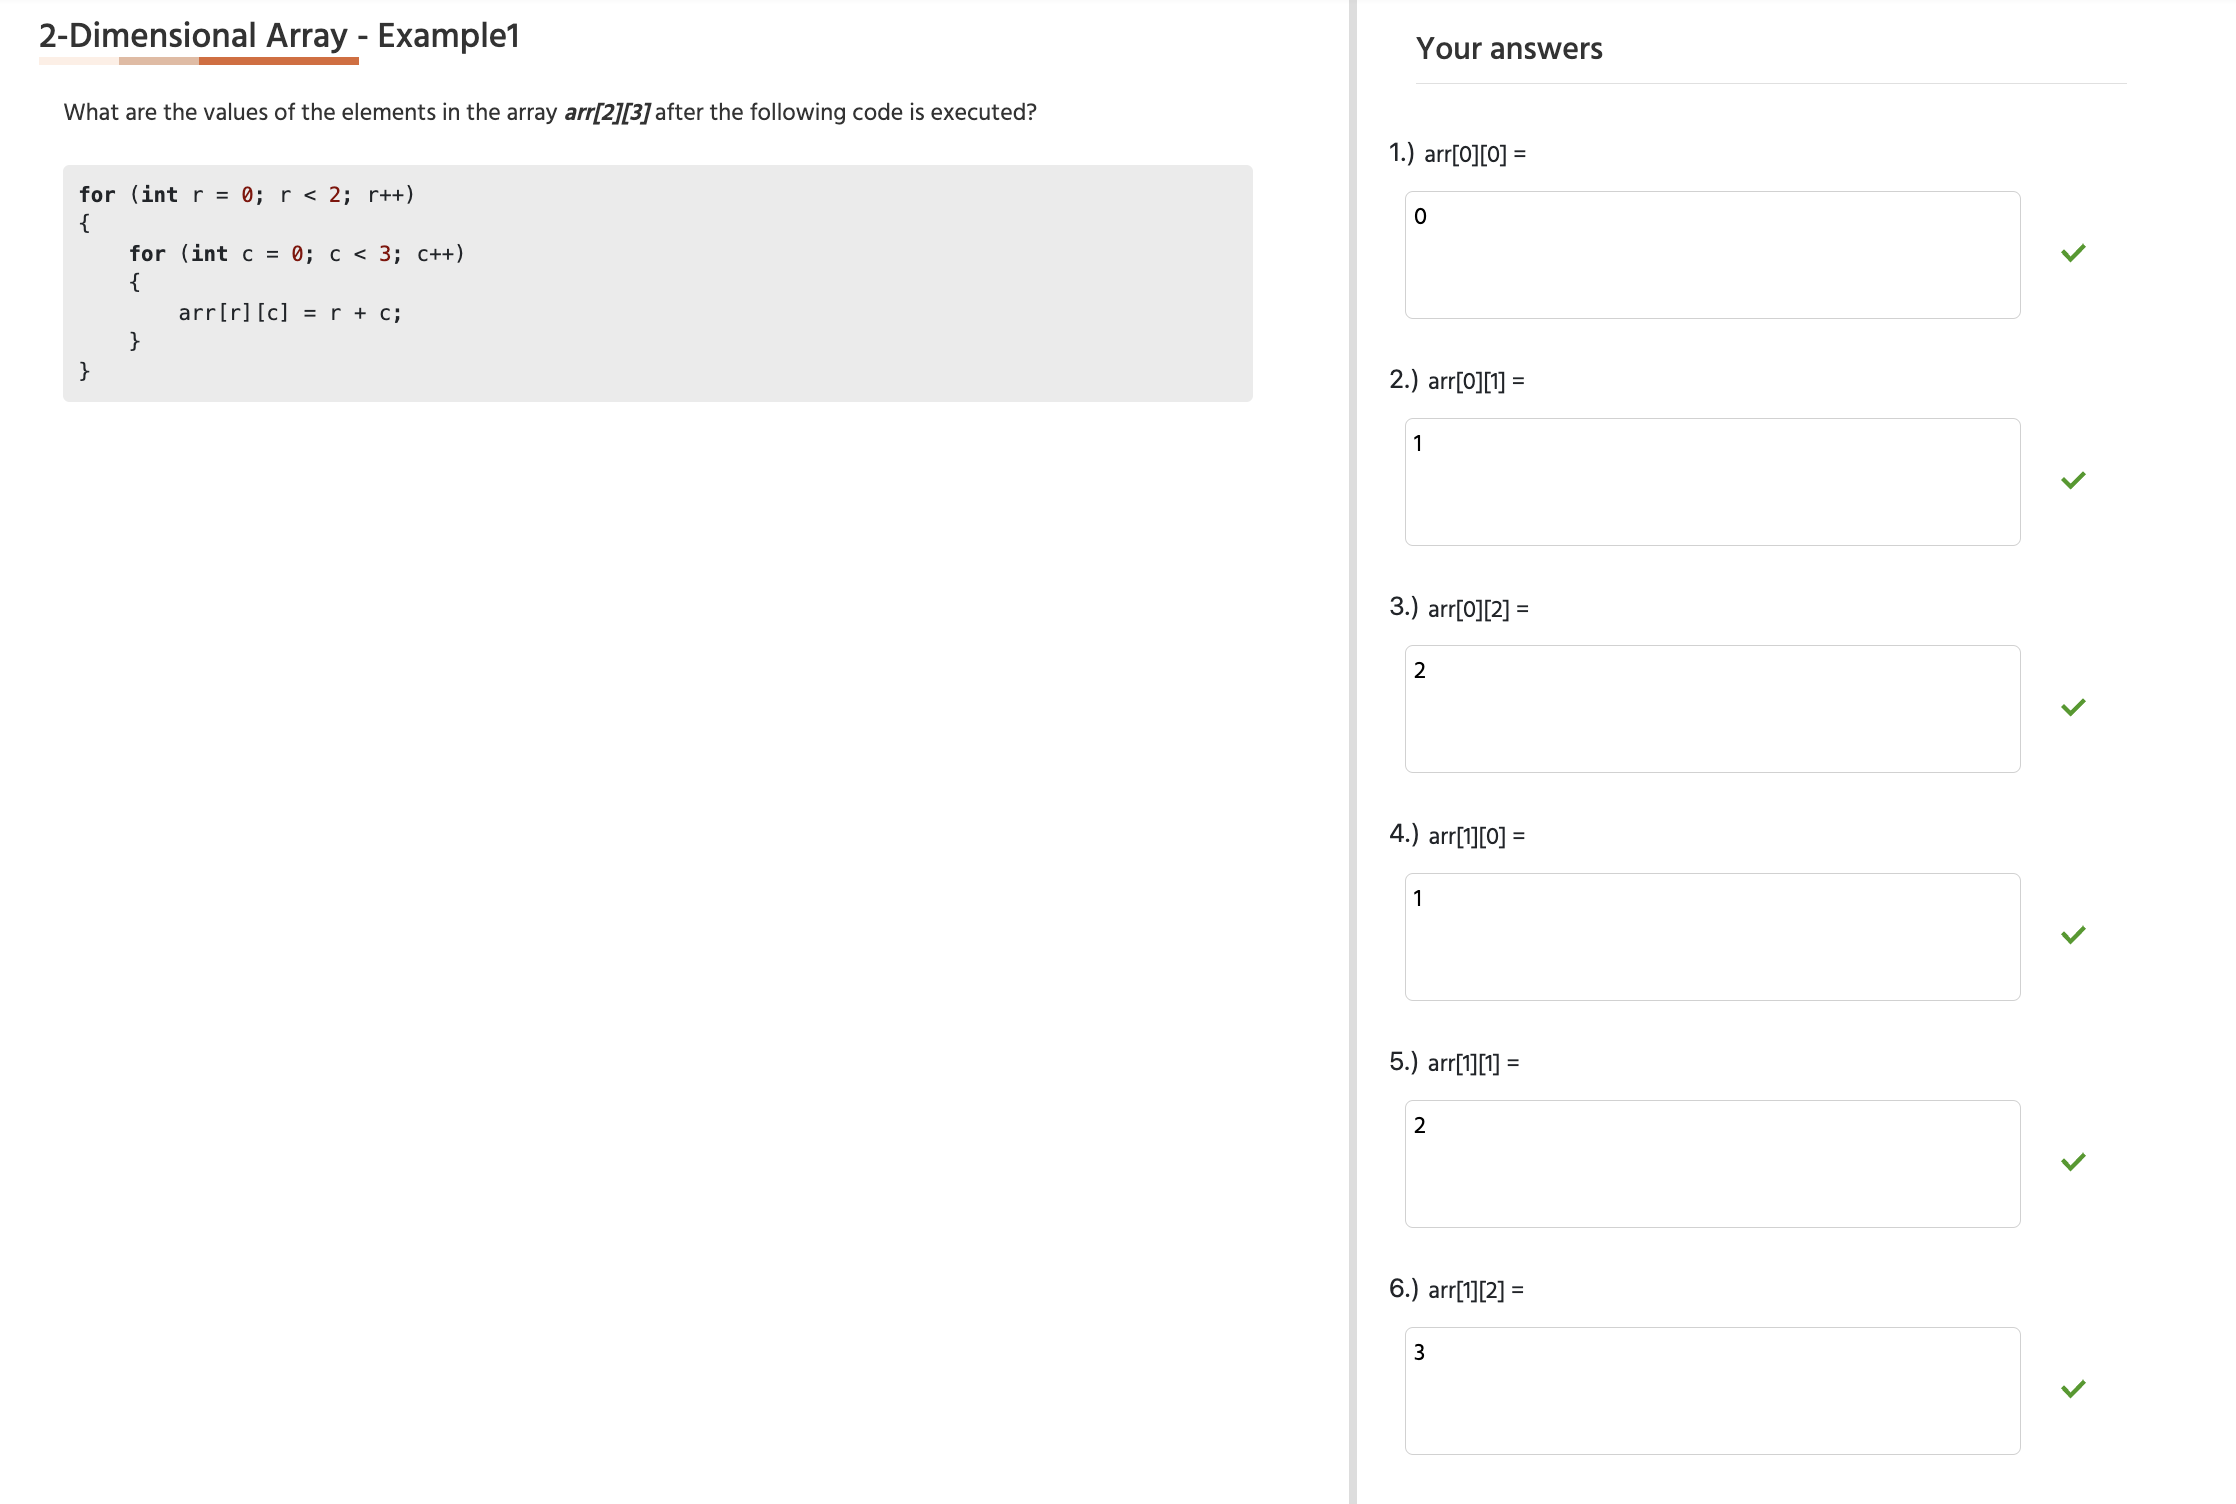 2-Dimensional Array - Example1
What are the values of the elements in the array arr[2][3] after the following code is executed?
for (int r = 0; r < 2; r++)
{
    for (int c = 0; c < 3; c++)
    {
        arr[r][c] = r + c;
    }
}
Your answers
1.) arr[0][0] =
0
2.) arr[0][1] =
1
3.) arr[0][2] =
2
4.) arr[1][0] =
1
5.) arr[1][1] =
2
6.) arr[1][2] =
3